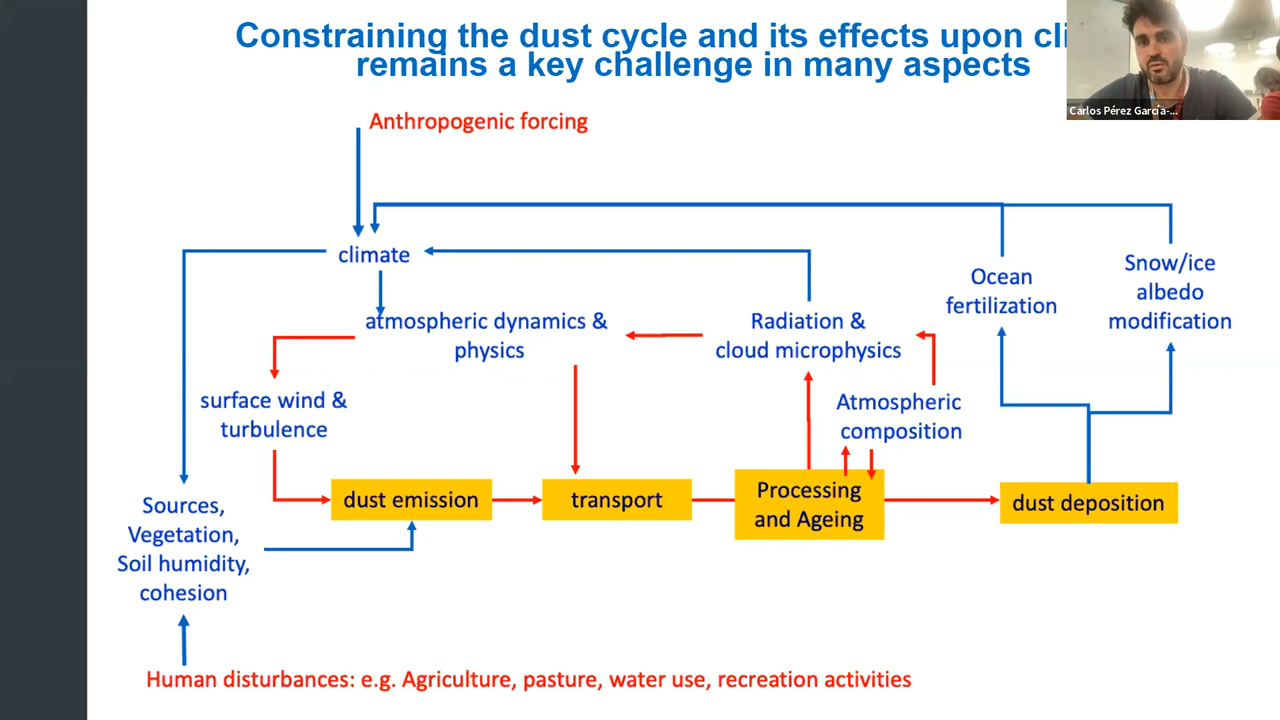 Constraining the dust cycle and its effects upon
remains a key challenge in many aspects
Carlos Pérez García-...
Anthropogenic forcing
climate
Ocean
fertilization
Snow/ice
albedo
modification
atmospheric dynamics &
physics
Radiation &
cloud microphysics
surface wind &
turbulence
Atmospheric
composition
Sources,
Vegetation,
Soil humidity,
cohesion
dust emission
transport
Processing
and Ageing
dust deposition
Human disturbances: e.g. Agriculture, pasture, water use, recreation activities